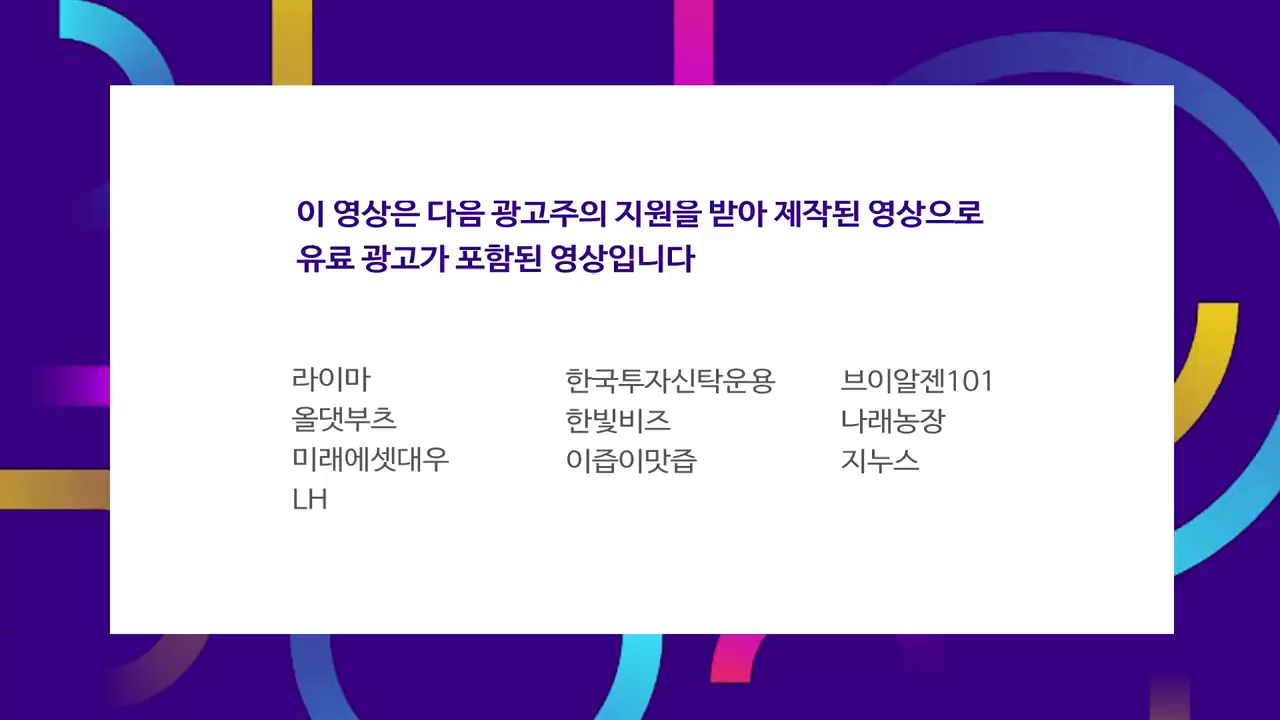 이 영상은 다음 광고주의 지원을 받아 제작된 영상으로
유료 광고가 포함된 영상입니다
라이마
올댓부츠
미래에셋대우
LH
한국투자신탁운용
한빛비즈
이즙이맛즙
브이알젠101
나래농장
지누스